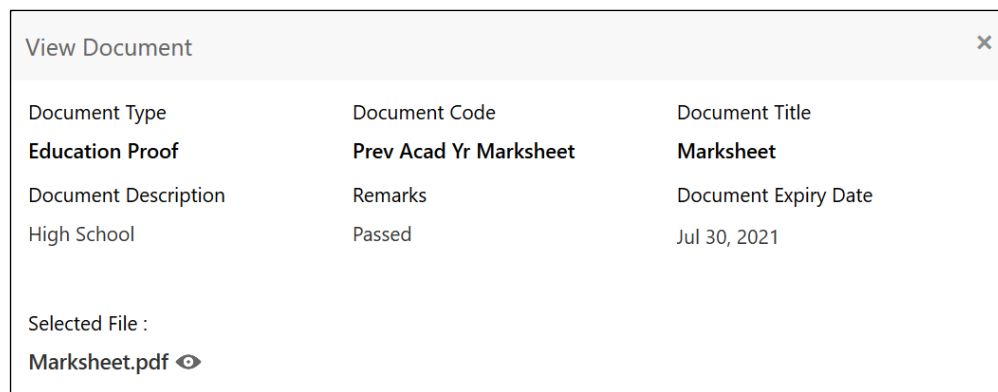 View Document
Document Type Document Code Document Title
Education Proof Prev Acad Yr Marksheet Marksheet
Document Description Remarks Document Expiry Date
High School Passed Jul 30, 2021
Selected File :
Marksheet.pdf